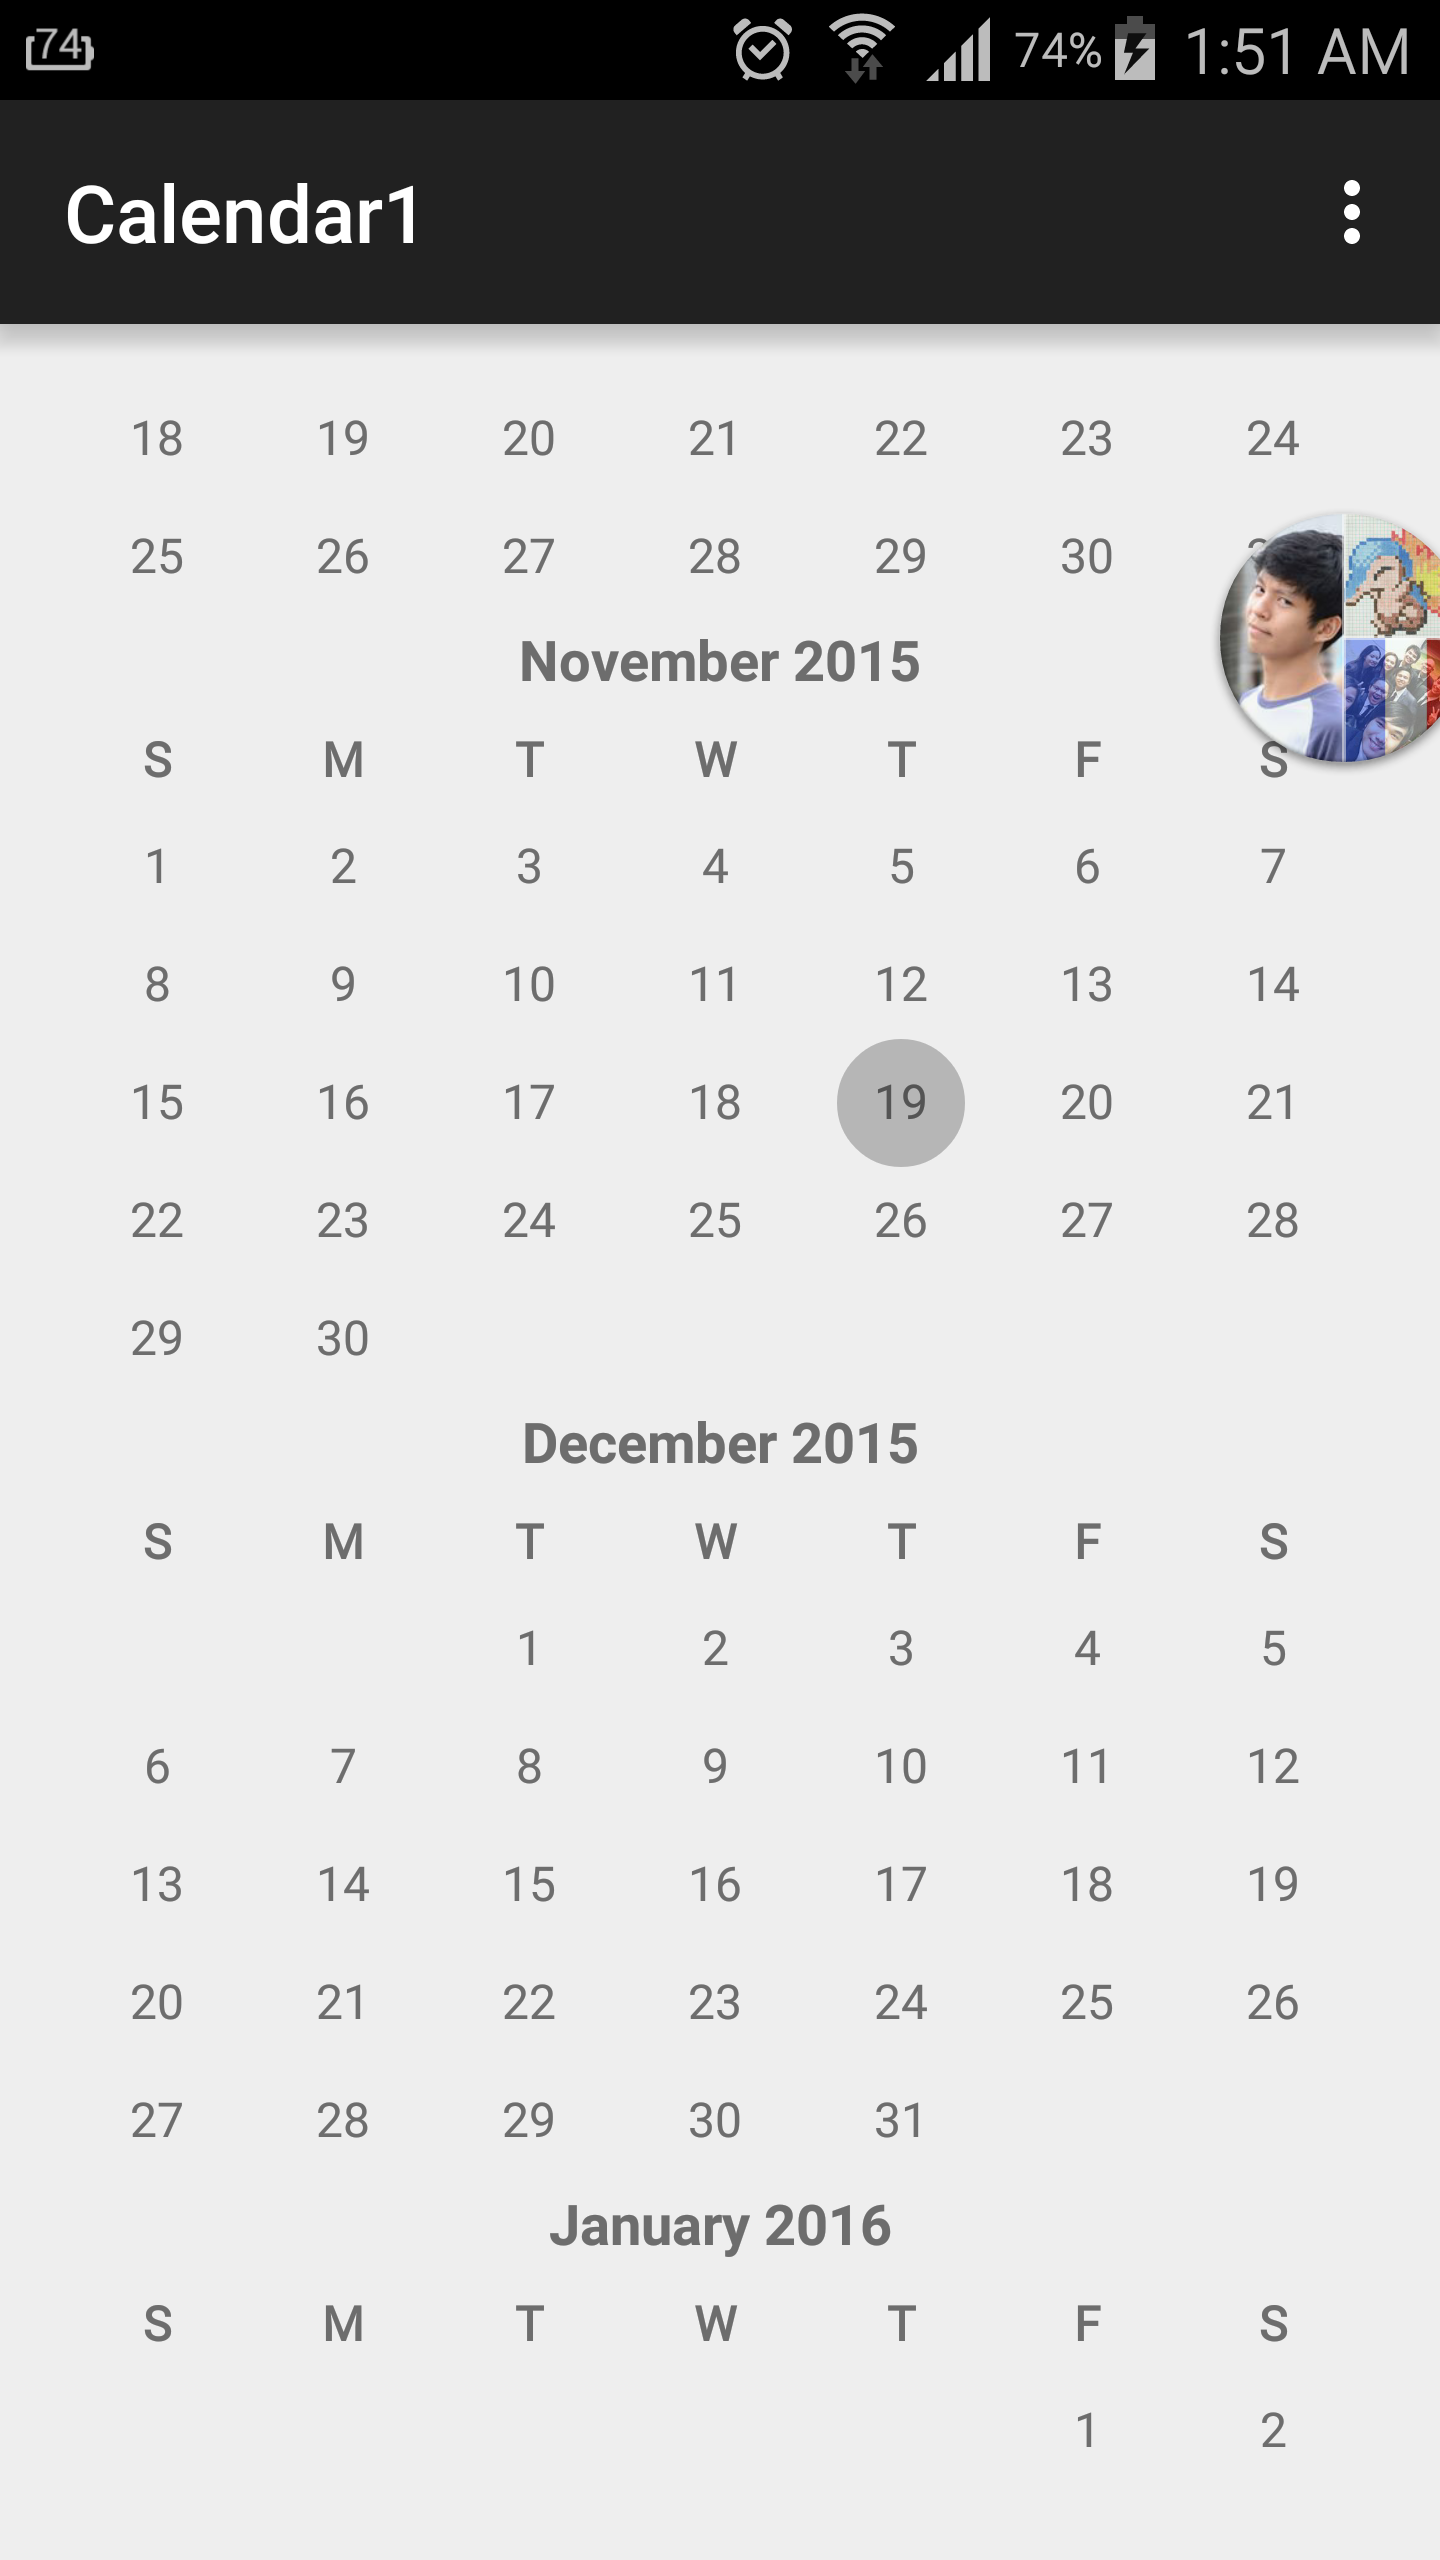 74 74% 1:51 AM
Calendar1
18 19 20 21 22 23 24
25 26 27 28 29 30
November 2015
S M T W T F S
1 2 3 4 5 6 7
8 9 10 11 12 13 14
15 16 17 18 19 20 21
22 23 24 25 26 27 28
29 30
December 2015
S M T W T F S
1 2 3 4 5
6 7 8 9 10 11 12
13 14 15 16 17 18 19
20 21 22 23 24 25 26
27 28 29 30 31
January 2016
S M T W T F S
1 2